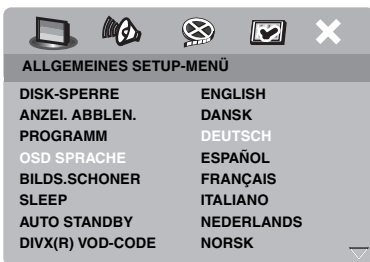 ALLGEMEINES SETUP-MENÜ
DISK-SPERRE ENGLISH
ANZEI. ABBLEN. DANSK
PROGRAMM DEUTSCH
OSD SPRACHE ESPAÑOL
BILDS.SCHONER FRANÇAIS
SLEEP ITALIANO
AUTO STANDBY NEDERLANDS
DIVX(R) VOD-CODE NORSK